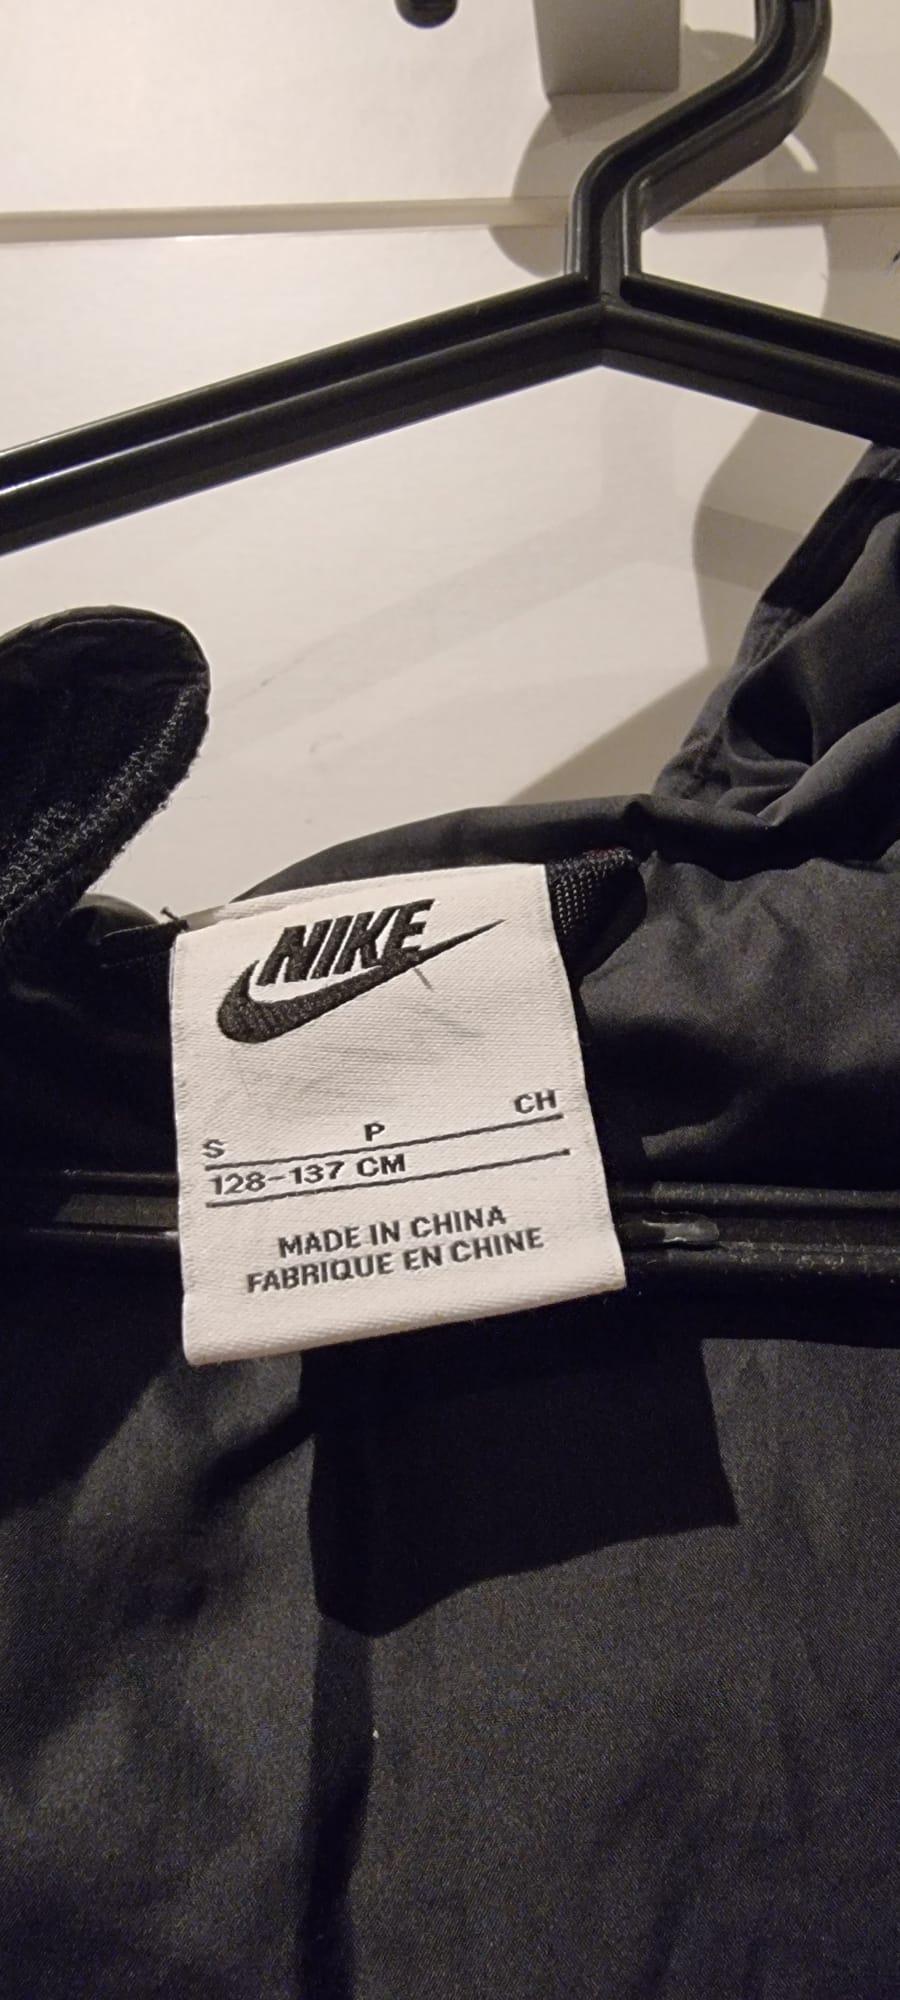 NIKE
S P CH
128-137 CM
MADE IN CHINA
FABRIQUE EN CHINE